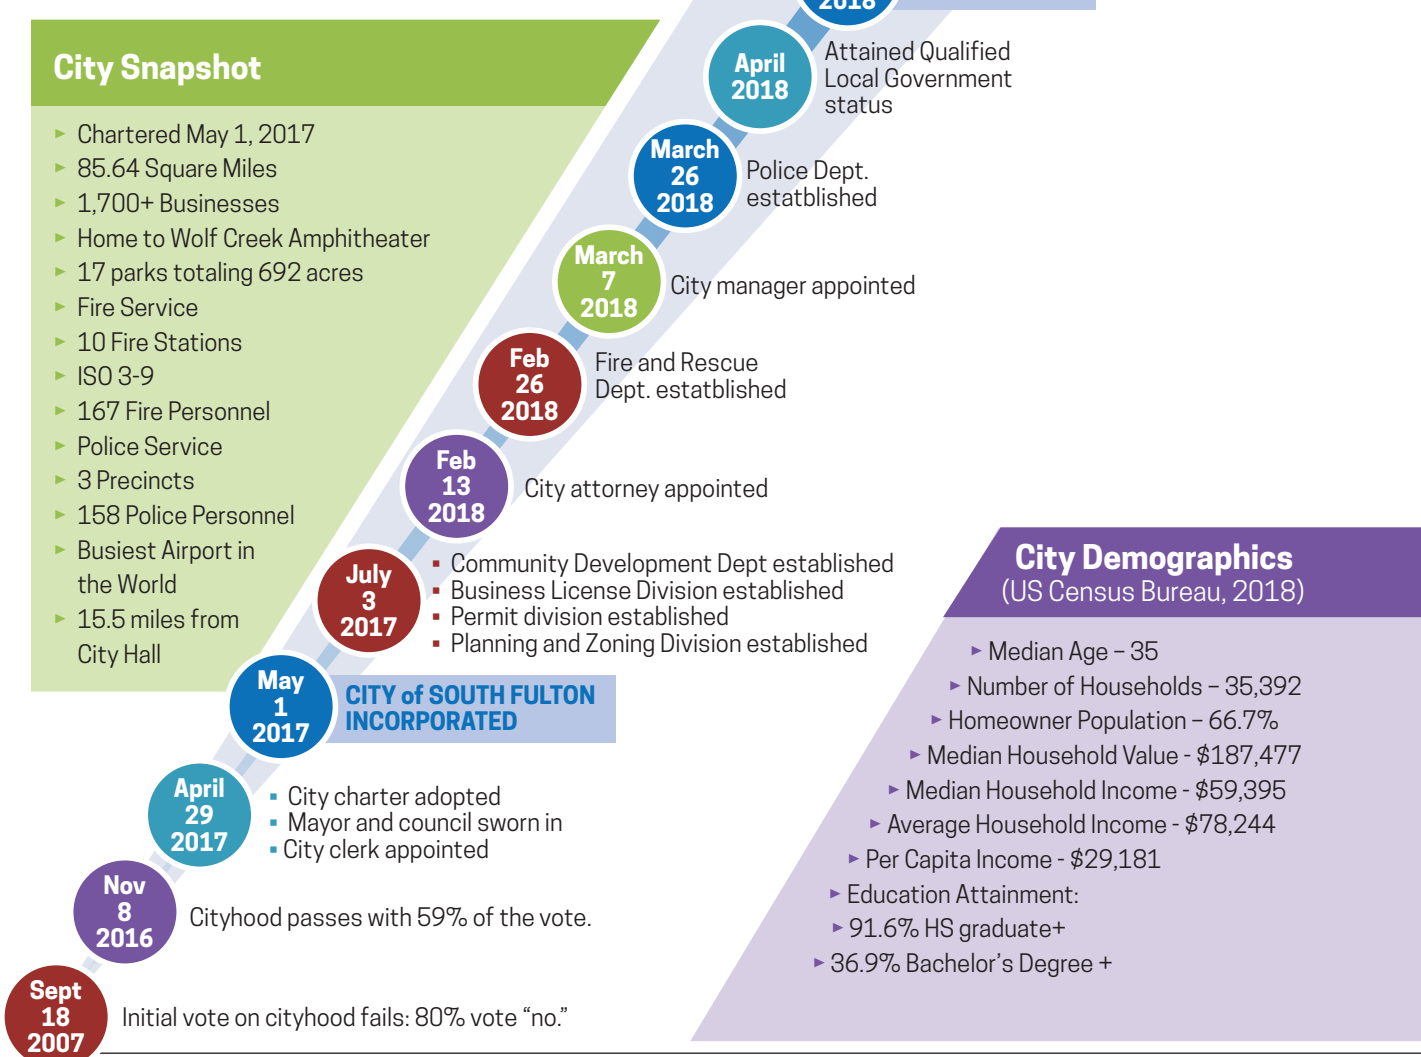 2018
April
2018
Attained Qualified
Local Government
status
March
26
2018
Police Dept.
estatblished
March
7
2018
City manager appointed
Feb
26
2018
Fire and Rescue
Dept. estatblished
Feb
13
2018
City attorney appointed
July
3
2017
▪ Community Development Dept established
▪ Business License Division established
▪ Permit division established
▪ Planning and Zoning Division established
May
1
2017
CITY of SOUTH FULTON
INCORPORATED
April
29
2017
▪ City charter adopted
▪ Mayor and council sworn in
▪ City clerk appointed
Nov
8
2016
Cityhood passes with 59% of the vote.
Sept
18
2007
Initial vote on cityhood fails: 80% vote “no.”
City Snapshot
► Chartered May 1, 2017
► 85.64 Square Miles
► 1,700+ Businesses
► Home to Wolf Creek Amphitheater
► 17 parks totaling 692 acres
► Fire Service
► 10 Fire Stations
► ISO 3-9
► 167 Fire Personnel
► Police Service
► 3 Precincts
► 158 Police Personnel
► Busiest Airport in
the World
► 15.5 miles from
City Hall
City Demographics
(US Census Bureau, 2018)
► Median Age – 35
► Number of Households – 35,392
► Homeowner Population – 66.7%
► Median Household Value - $187,477
► Median Household Income - $59,395
► Average Household Income - $78,244
► Per Capita Income - $29,181
► Education Attainment:
► 91.6% HS graduate+
► 36.9% Bachelor’s Degree +